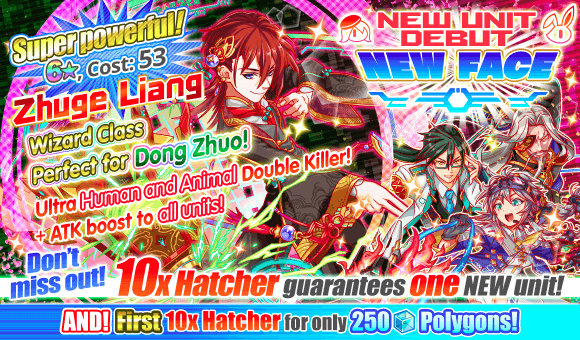 Super powerful!
6★, Cost: 53
Zhuge Liang
Wizard Class
Perfect for Dong Zhuo!
Ultra Human and Animal Double Killer!
+ ATK boost to all units!
NEW UNIT
DEBUT
NEW FACE
Don't
miss out!
10x Hatcher guarantees one NEW unit!
AND! First 10x Hatcher for only 250 Polygons!